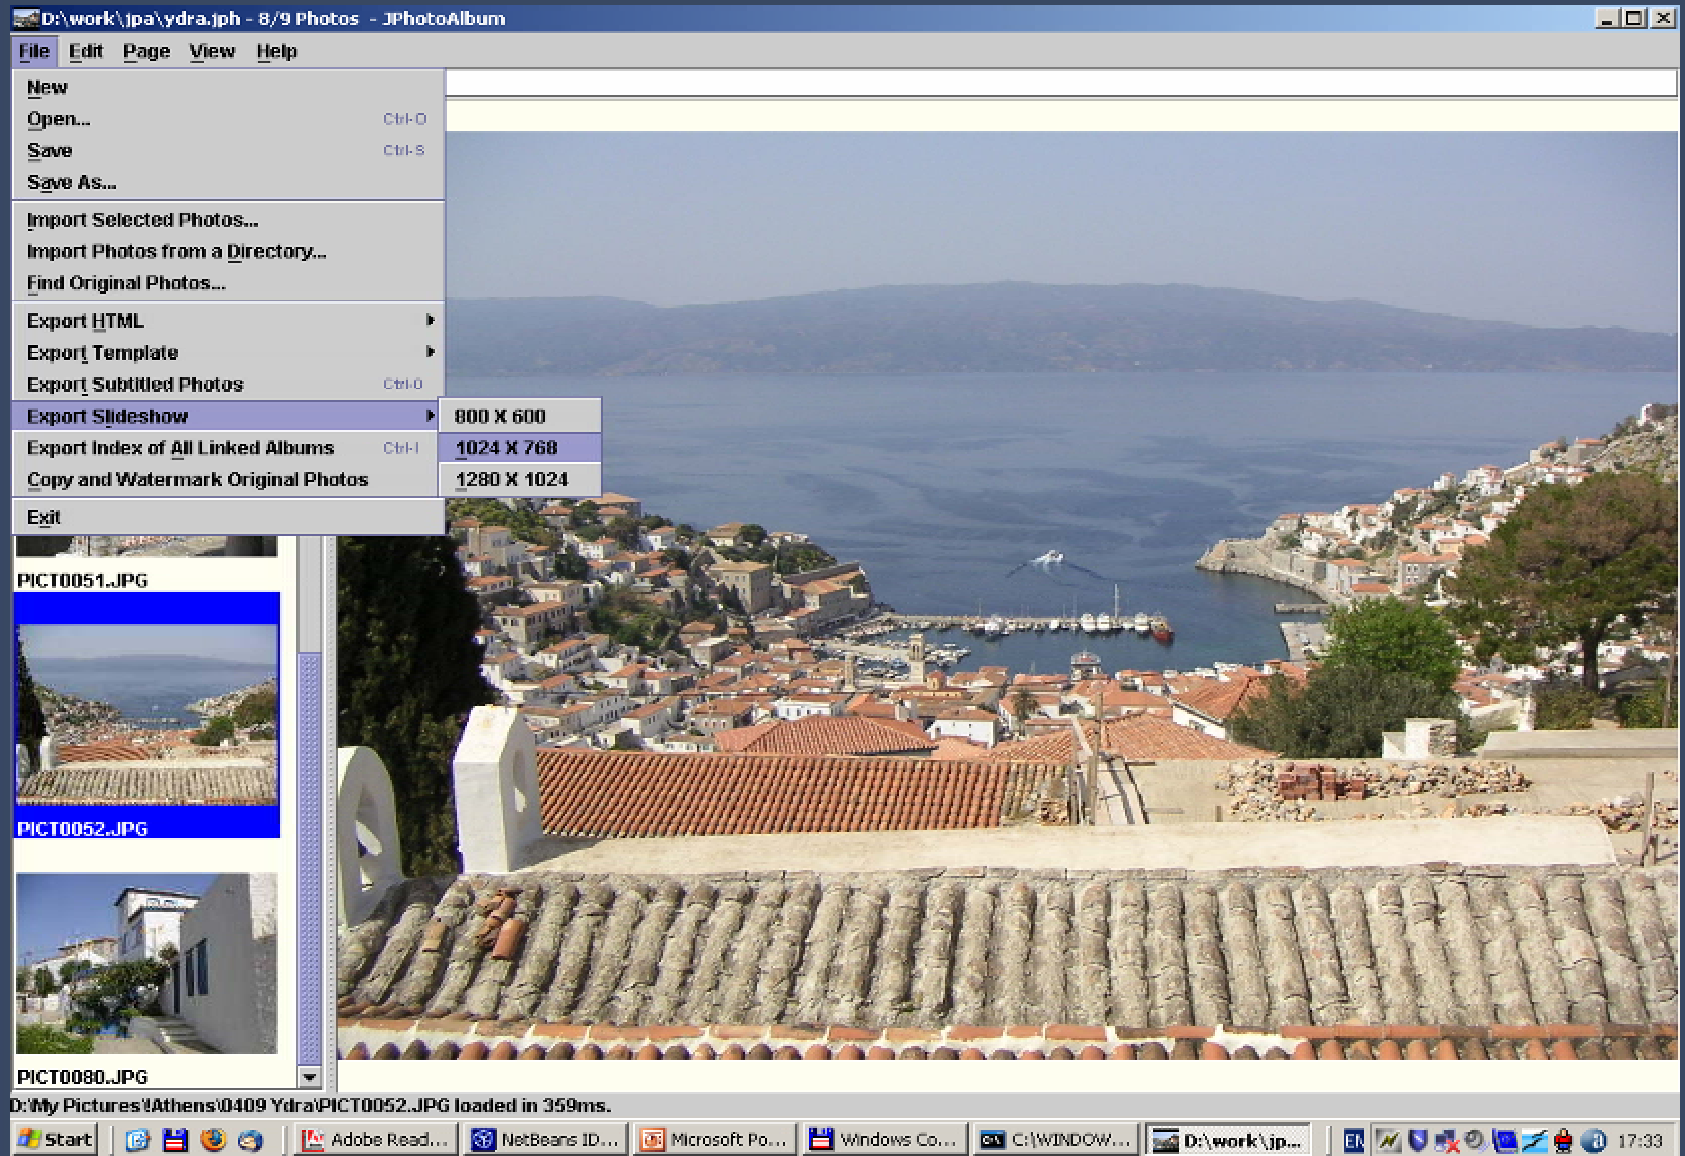 D:\work\jpa\ydra.jph - 8/9 Photos - JPhotoAlbum
File Edit Page View Help
New
Open... Ctrl-O
Save Ctrl-S
Save As...
Import Selected Photos...
Import Photos from a Directory...
Find Original Photos...
Export HTML
Export Template
Export Subtitled Photos Ctrl-0
Export Slideshow
800 X 600
Export Index of All Linked Albums Ctrl-I
1024 X 768
Copy and Watermark Original Photos
1280 X 1024
Exit
PICT0051.JPG
PICT0052.JPG
PICT0080.JPG
D:\My Pictures\!Athens\0409 Ydra\PICT0052.JPG loaded in 359ms.
Start Adobe Read... NetBeans ID... Microsoft Po... Windows Co... C:\WINDOW... D:\work\jp... EN 17:33